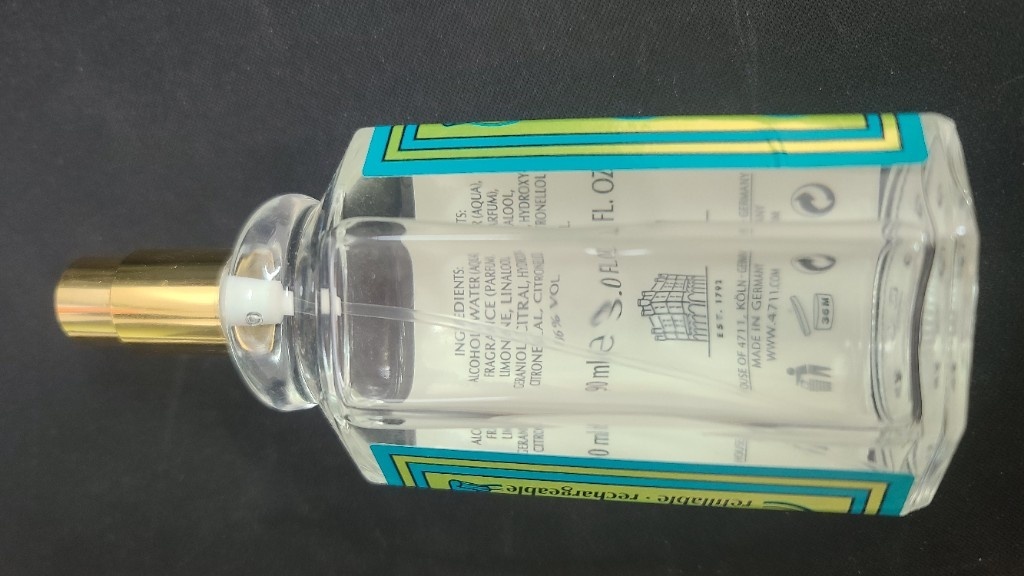 INGREDIENTS:
ALCOHOL, WATER (AQUA),
FRAGRANCE (PARFUM),
LIMONENE, LINALOOL,
GERANIOL, CITRAL, HYDROXY
CITRONELLAL, CITRONELLOL
90 ml e 3.0 FL. OZ
EST. 1792
HOUSE OF 4711, KÖLN - GERMANY
MADE IN GERMANY
WWW.4711.COM
36M
refillable · rechargeable